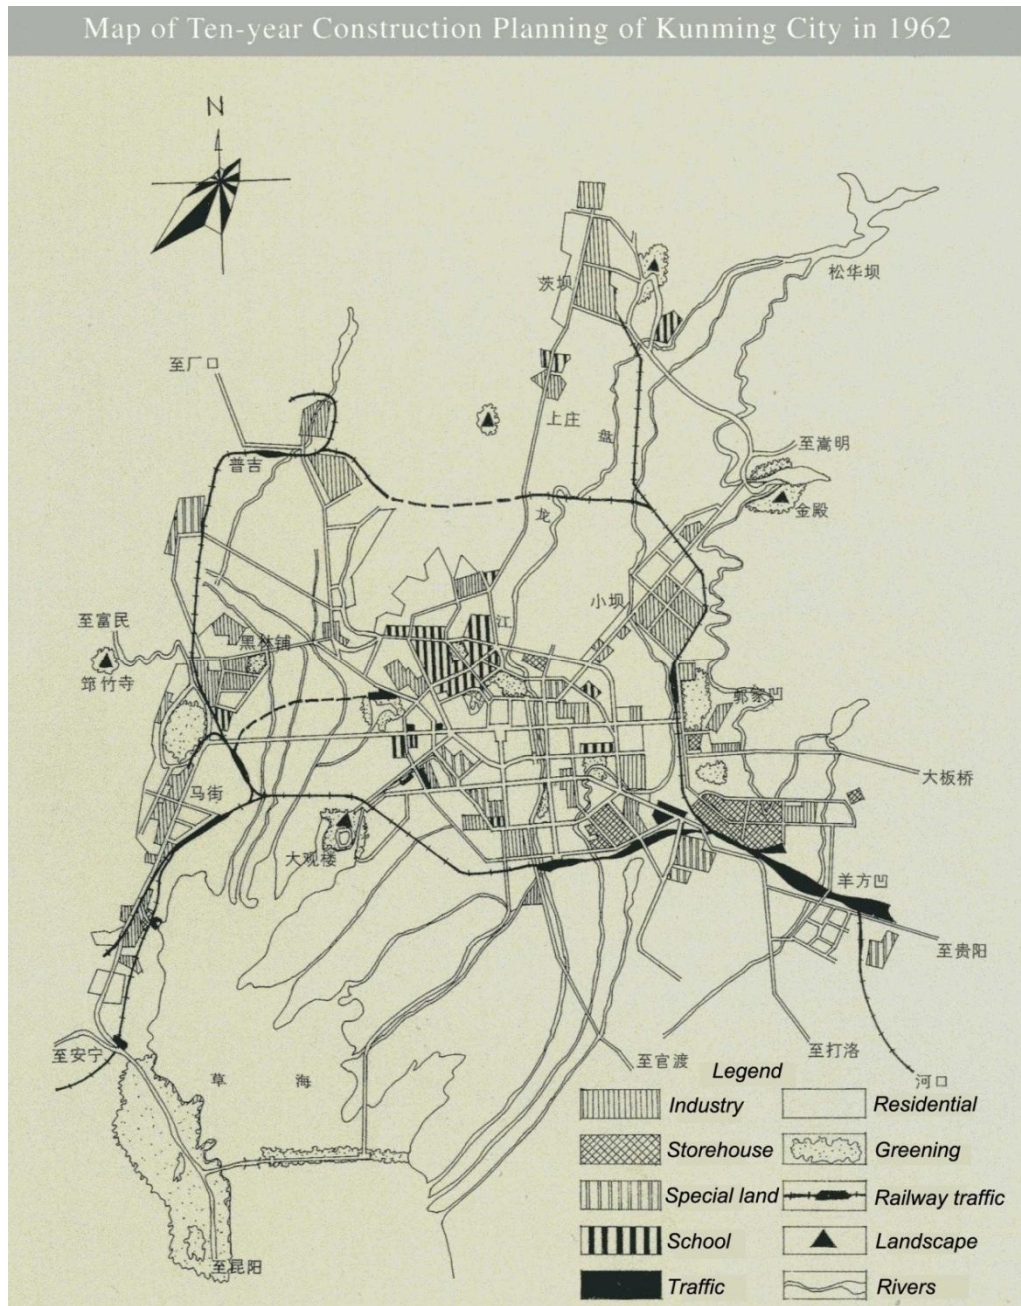 Map of Ten-year Construction Planning of Kunming City in 1962
N
松华坝
茨坝
至厂口
上庄
盘
至嵩明
普吉
金殿
龙
小坝
至富民
江
黑林铺
筇竹寺
郭家凹
大板桥
马街
大观楼
羊方凹
至贵阳
至安宁
至打洛
至官渡
草 海
河口
至昆阳
Legend
Industry
Residential
Storehouse
Greening
Special land
Railway traffic
School
Landscape
Traffic
Rivers